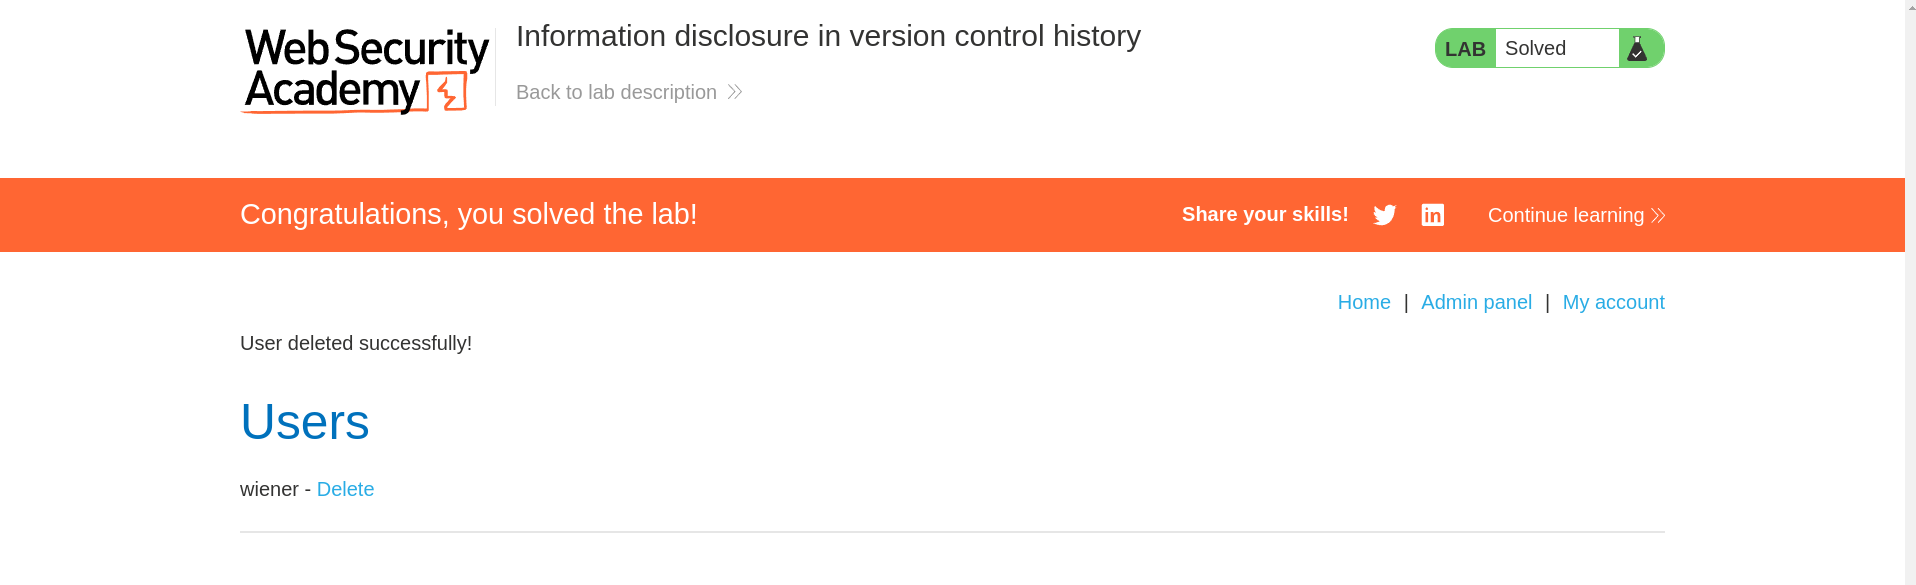 Web Security
Academy
Information disclosure in version control history
Back to lab description
LAB Solved
Congratulations, you solved the lab!
Share your skills!
Continue learning
Home | Admin panel | My account
User deleted successfully!
Users
wiener - Delete